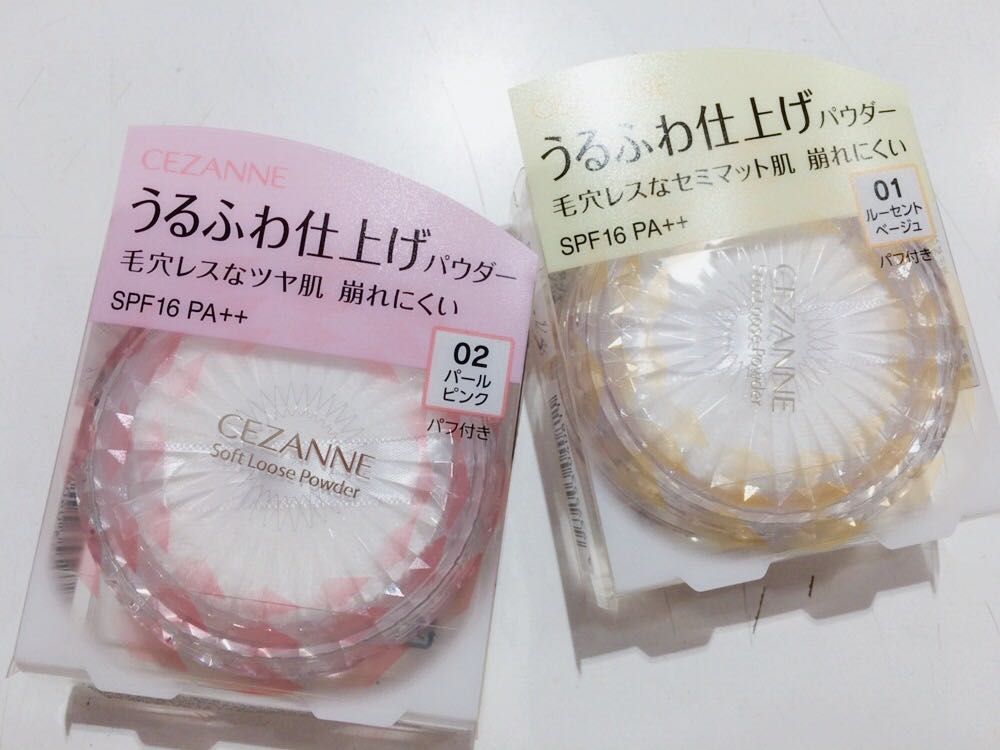 CEZANNE
うるふわ仕上げパウダー
毛穴レスなツヤ肌 崩れにくい
SPF16 PA++
02
パール
ピンク
パフ付き
CEZANNE
Soft Loose Powder
CEZANNE
うるふわ仕上げパウダー
毛穴レスなセミマット肌 崩れにくい
SPF16 PA++
01
ルーセント
ベージュ
パフ付き
CEZANNE
Soft Loose Powder